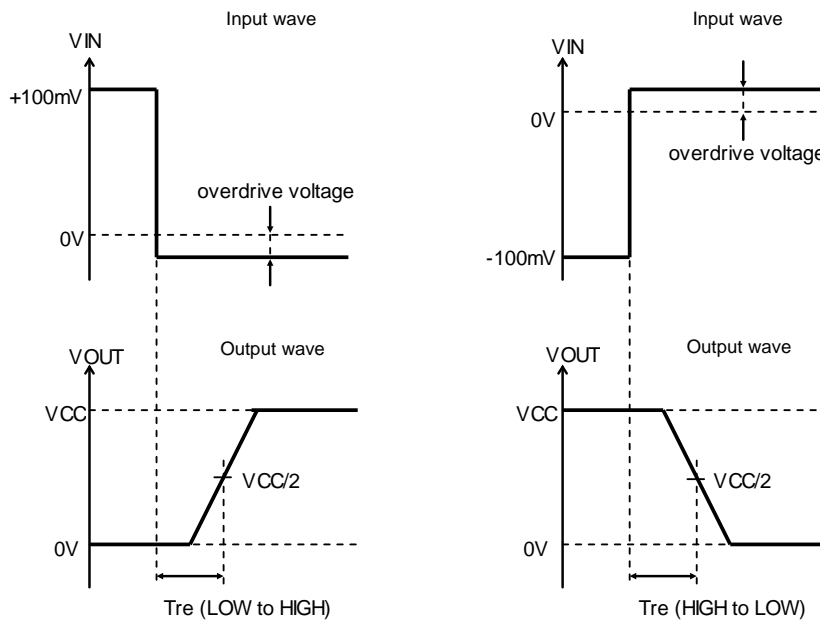 Input wave
VIN
+100mV
overdrive voltage
0V
Output wave
VOUT
VCC
VCC/2
0V
Tre (LOW to HIGH)
Input wave
VIN
0V
overdrive voltage
-100mV
Output wave
VOUT
VCC
VCC/2
0V
Tre (HIGH to LOW)